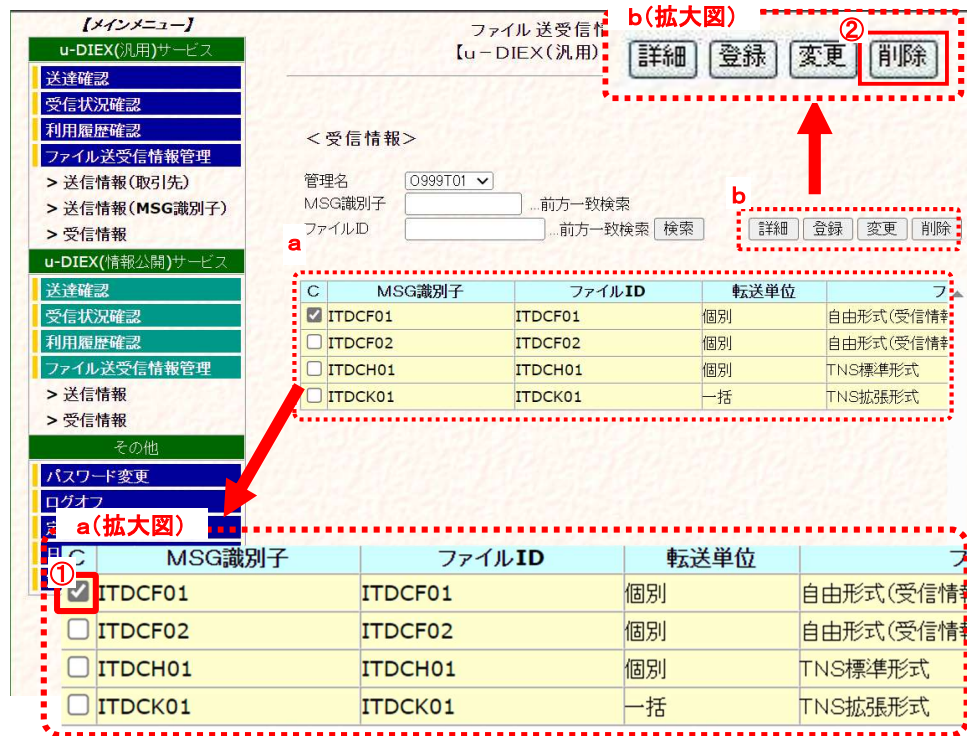 【メインメニュー】
u-DIEX(汎用)サービス
送達確認
受信状況確認
利用履歴確認
ファイル送受信情報管理
> 送信情報(取引先)
> 送信情報(MSG識別子)
> 受信情報
u-DIEX(情報公開)サービス
送達確認
受信状況確認
利用履歴確認
ファイル送受信情報管理
> 送信情報
> 受信情報
その他
パスワード変更
ログオフ
ファイル送受信情
【u-DIEX(汎用)
b(拡大図)
②
詳細 登録 変更 削除
<受信情報>
管理名 O999T01
MSG識別子 ...前方一致検索
ファイルID ...前方一致検索 検索
b
詳細 登録 変更 削除
a
C MSG識別子 ファイルID 転送単位 フ
ITDCF01 ITDCF01 個別 自由形式(受信情報
ITDCF02 ITDCF02 個別 自由形式(受信情報
ITDCH01 ITDCH01 個別 TNS標準形式
ITDCK01 ITDCK01 一括 TNS拡張形式
a(拡大図)
①
C MSG識別子 ファイルID 転送単位 フ
ITDCF01 ITDCF01 個別 自由形式(受信情報
ITDCF02 ITDCF02 個別 自由形式(受信情報
ITDCH01 ITDCH01 個別 TNS標準形式
ITDCK01 ITDCK01 一括 TNS拡張形式